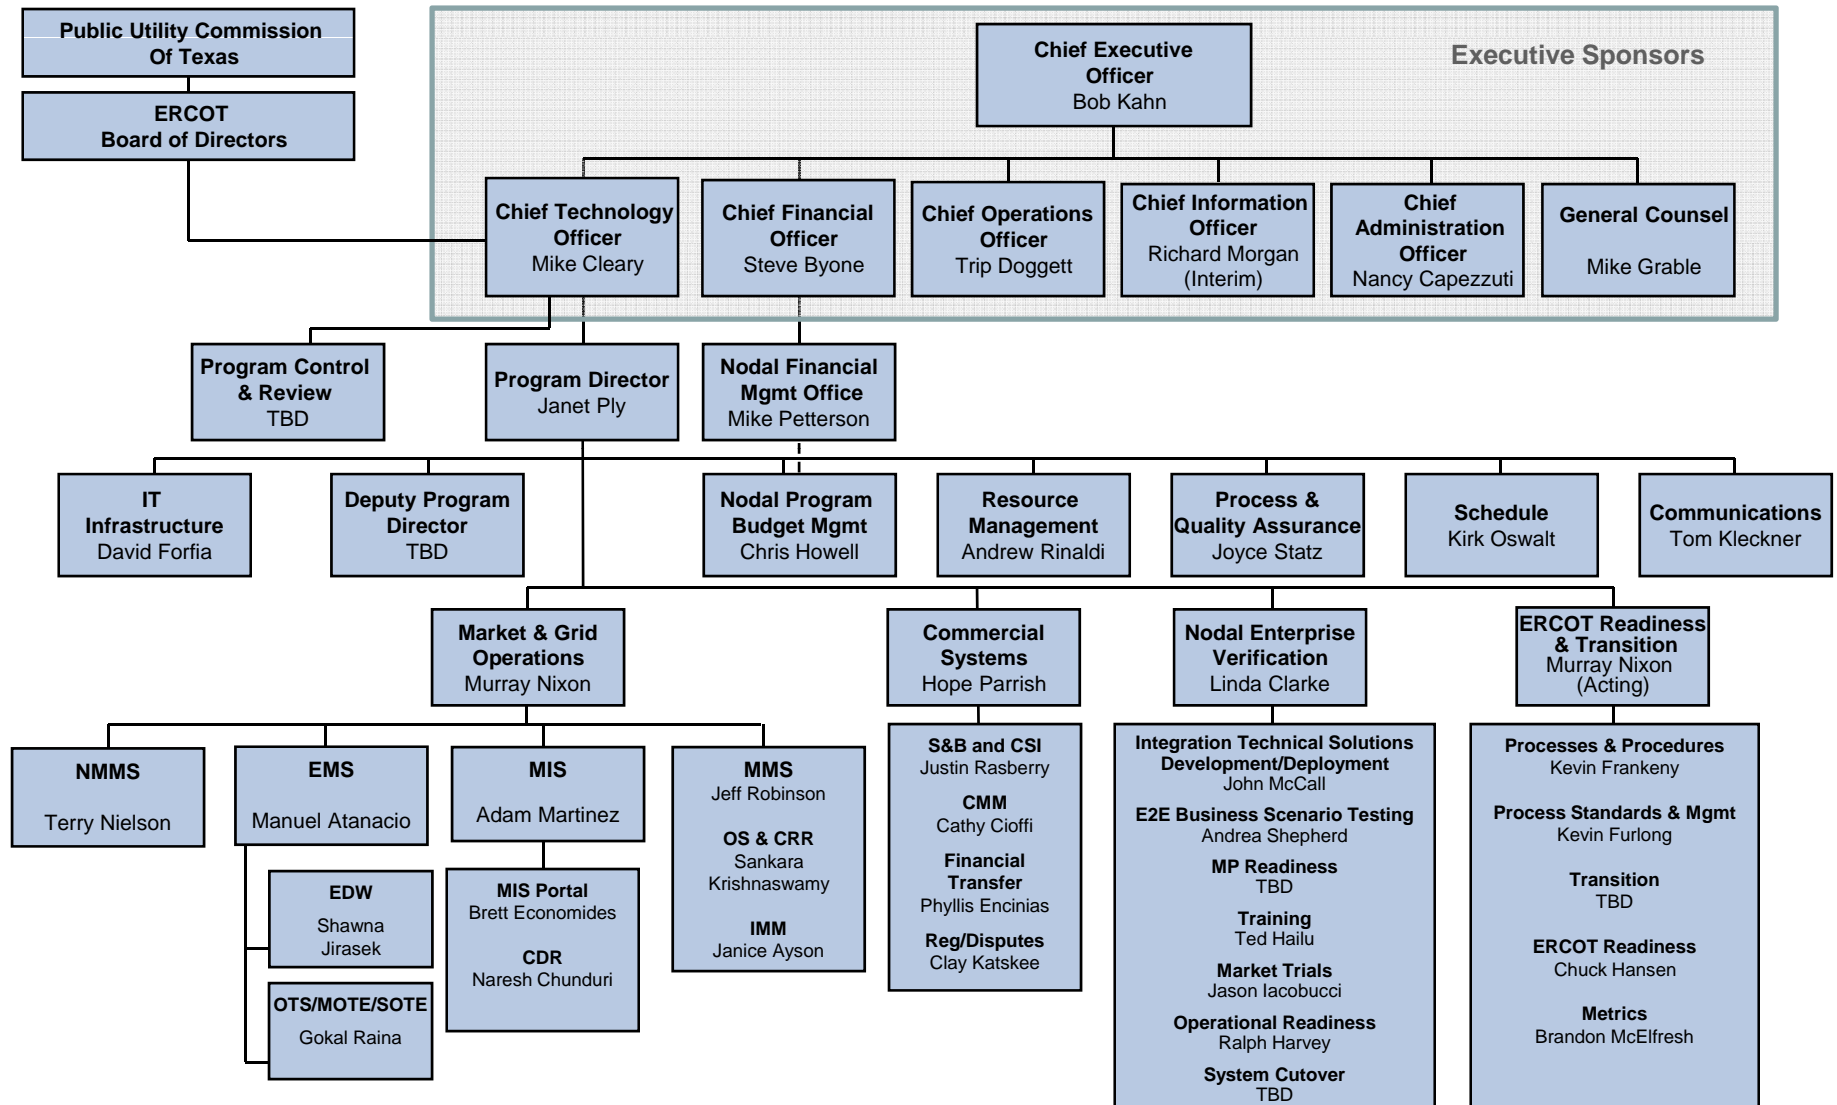 Public Utility Commission
Of Texas
ERCOT
Board of Directors
Executive Sponsors
Chief Executive
Officer
Bob Kahn
Chief Technology
Officer
Mike Cleary
Chief Financial
Officer
Steve Byone
Chief Operations
Officer
Trip Doggett
Chief Information
Officer
Richard Morgan
(Interim)
Chief
Administration
Officer
Nancy Capezzuti
General Counsel
Mike Grable
Program Control
& Review
TBD
Program Director
Janet Ply
Nodal Financial
Mgmt Office
Mike Petterson
IT
Infrastructure
David Forfia
Deputy Program
Director
TBD
Nodal Program
Budget Mgmt
Chris Howell
Resource
Management
Andrew Rinaldi
Process &
Quality Assurance
Joyce Statz
Schedule
Kirk Oswalt
Communications
Tom Kleckner
Market & Grid
Operations
Murray Nixon
Commercial
Systems
Hope Parrish
Nodal Enterprise
Verification
Linda Clarke
ERCOT Readiness
& Transition
Murray Nixon
(Acting)
NMMS
Terry Nielson
EMS
Manuel Atanacio
EDW
Shawna
Jirasek
OTS/MOTE/SOTE
Gokal Raina
MIS
Adam Martinez
MIS Portal
Brett Economides
CDR
Naresh Chunduri
MMS
Jeff Robinson
OS & CRR
Sankara
Krishnaswamy
IMM
Janice Ayson
S&B and CSI
Justin Rasberry
CMM
Cathy Cioffi
Financial
Transfer
Phyllis Encinias
Reg/Disputes
Clay Katskee
Integration Technical Solutions
Development/Deployment
John McCall
E2E Business Scenario Testing
Andrea Shepherd
MP Readiness
TBD
Training
Ted Hailu
Market Trials
Jason Iacobucci
Operational Readiness
Ralph Harvey
System Cutover
TBD
Processes & Procedures
Kevin Frankeny
Process Standards & Mgmt
Kevin Furlong
Transition
TBD
ERCOT Readiness
Chuck Hansen
Metrics
Brandon McElfresh